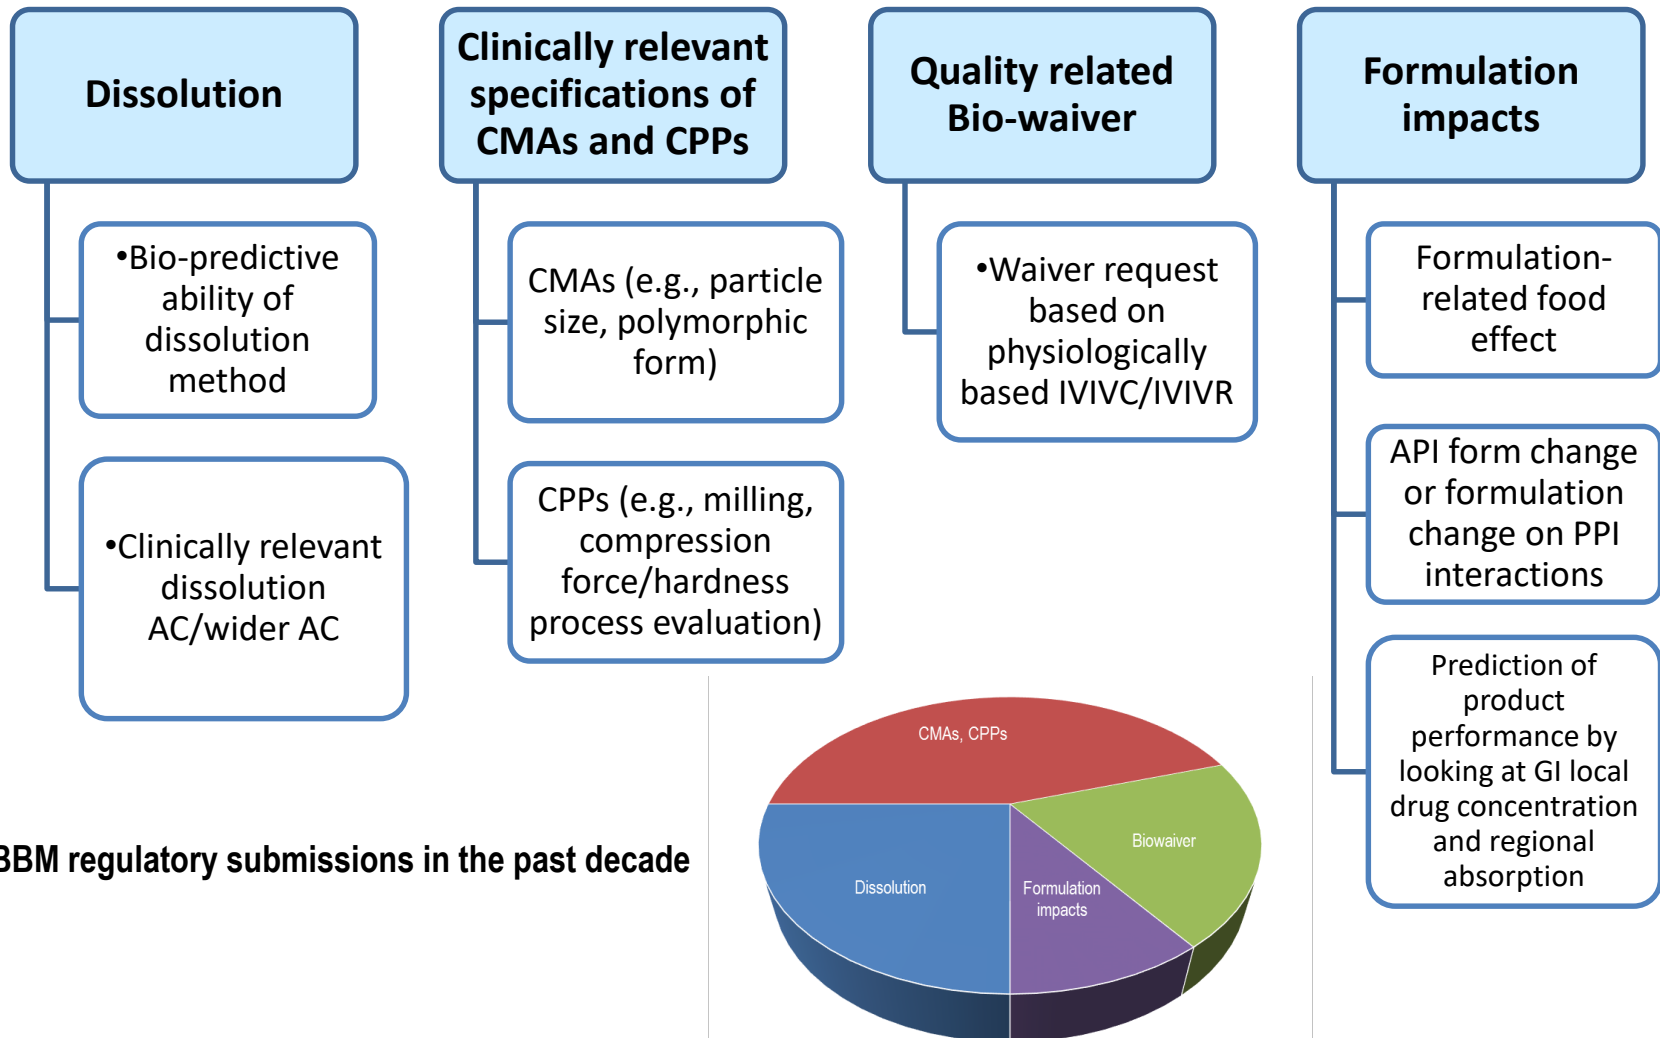 Dissolution
•Bio-predictive
ability of
dissolution
method
•Clinically relevant
dissolution
AC/wider AC
Clinically relevant
specifications of
CMAs and CPPs
CMAs (e.g., particle
size, polymorphic
form)
CPPs (e.g., milling,
compression
force/hardness
process evaluation)
Quality related
Bio-waiver
•Waiver request
based on
physiologically
based IVIVC/IVIVR
Formulation
impacts
Formulation-
related food
effect
API form change
or formulation
change on PPI
interactions
Prediction of
product
performance by
looking at GI local
drug concentration
and regional
absorption
BBM regulatory submissions in the past decade
CMAs, CPPs
Biowaiver
Dissolution
Formulation
impacts